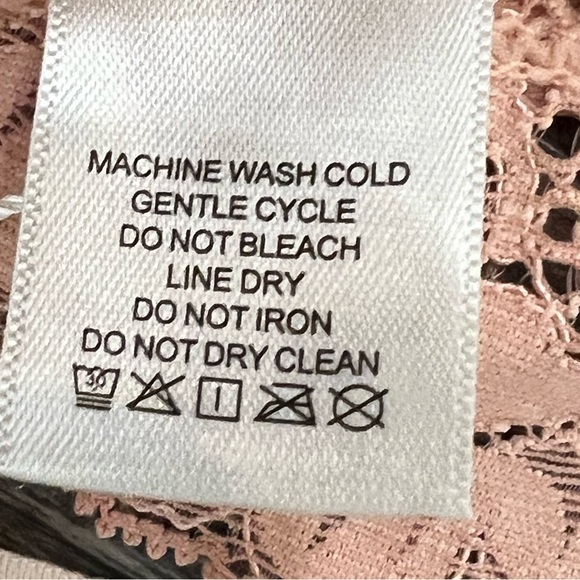 MACHINE WASH COLD
GENTLE CYCLE
DO NOT BLEACH
LINE DRY
DO NOT IRON
DO NOT DRY CLEAN
30